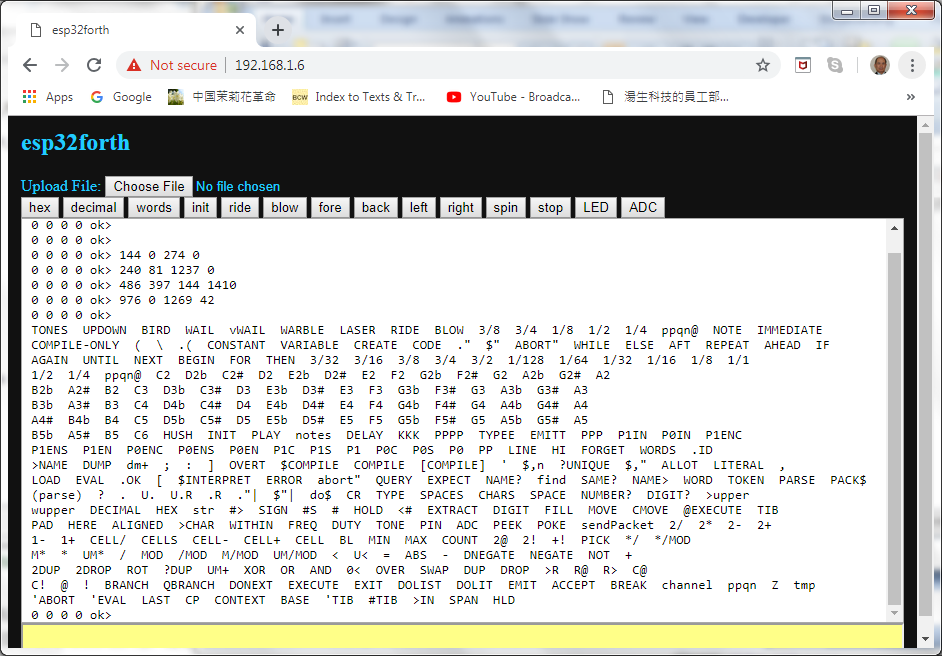 esp32forth
Not secure | 192.168.1.6
Apps Google 中国茉莉花革命 BCW Index to Texts & Tr... YouTube - Broadca... 湯生科技的員工部...
esp32forth
Upload File: Choose File No file chosen
hex decimal words init ride blow fore back left right spin stop LED ADC
0 0 0 0 ok>
0 0 0 0 ok>
0 0 0 0 ok> 144 0 274 0
0 0 0 0 ok> 240 81 1237 0
0 0 0 0 ok> 486 397 144 1410
0 0 0 0 ok> 976 0 1269 42
0 0 0 0 ok>
TONES UPDOWN BIRD WAIL vWAIL WARBLE LASER RIDE BLOW 3/8 3/4 1/8 1/2 1/4 ppqn@ NOTE IMMEDIATE
COMPILE-ONLY ( \ .( CONSTANT VARIABLE CREATE CODE ." $" ABORT" WHILE ELSE AFT REPEAT AHEAD IF
AGAIN UNTIL NEXT BEGIN FOR THEN 3/32 3/16 3/8 3/4 3/2 1/128 1/64 1/32 1/16 1/8 1/1
1/2 1/4 ppqn@ C2 D2b C2# D2 E2b D2# E2 F2 G2b F2# G2 A2b G2# A2
B2b A2# B2 C3 D3b C3# D3 E3b D3# E3 F3 G3b F3# G3 A3b G3# A3
B3b A3# B3 C4 D4b C4# D4 E4b D4# E4 F4 G4b F4# G4 A4b G4# A4
A4# B4b B4 C5 D5b C5# D5 E5b D5# E5 F5 G5b F5# G5 A5b G5# A5
B5b A5# B5 C6 HUSH INIT PLAY notes DELAY KKK PPPP TYPEE EMITT PPP P1IN P0IN P1ENC
P1ENS P1EN P0ENC P0ENS P0EN P1C P1S P1 P0C P0S P0 PP LINE HI FORGET WORDS .ID
>NAME DUMP dm+ ; : ] OVERT $COMPILE COMPILE [COMPILE] ' $,n ?UNIQUE $," ALLOT LITERAL ,
LOAD EVAL .OK [ $INTERPRET ERROR abort" QUERY EXPECT NAME? find SAME? NAME> WORD TOKEN PARSE PACK$
(parse) ? . U. U.R .R ."| $"| do$ CR TYPE SPACES CHARS SPACE NUMBER? DIGIT? >upper
wupper DECIMAL HEX str #> SIGN #S # HOLD <# EXTRACT DIGIT FILL MOVE CMOVE @EXECUTE TIB
PAD HERE ALIGNED >CHAR WITHIN FREQ DUTY TONE PIN ADC PEEK POKE sendPacket 2/ 2* 2- 2+
1- 1+ CELL/ CELLS CELL- CELL+ CELL BL MIN MAX COUNT 2@ 2! +! PICK */ */MOD
M* * UM* / MOD /MOD M/MOD UM/MOD < U< = ABS - DNEGATE NEGATE NOT +
2DUP 2DROP ROT ?DUP UM+ XOR OR AND 0< OVER SWAP DUP DROP >R R@ R> C@
C! @ ! BRANCH QBRANCH DONEXT EXECUTE EXIT DOLIST DOLIT EMIT ACCEPT BREAK channel ppqn Z tmp
'ABORT 'EVAL LAST CP CONTEXT BASE 'TIB #TIB >IN SPAN HLD
0 0 0 0 ok>